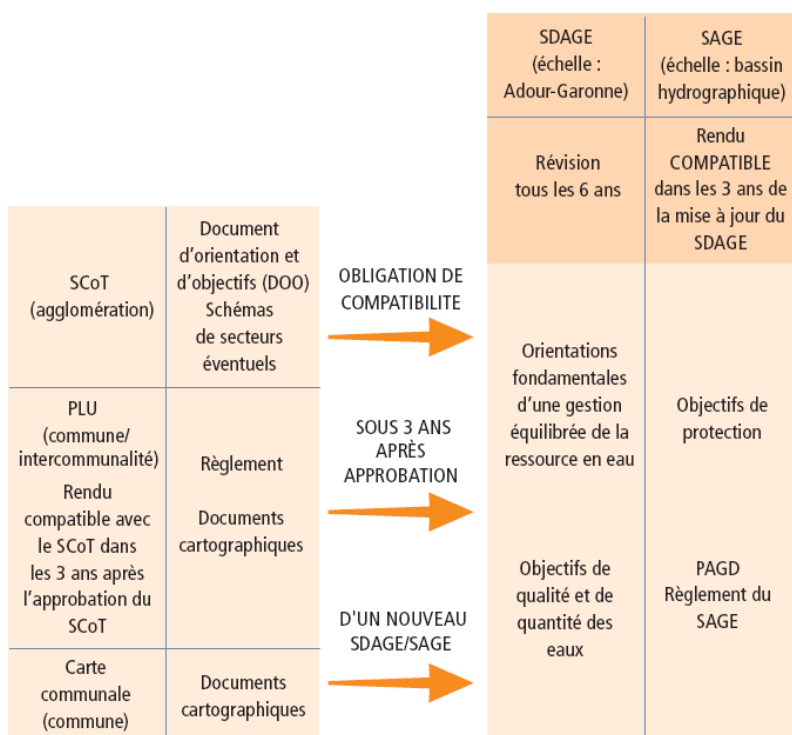 SDAGE
(échelle :
Adour-Garonne)
SAGE
(échelle : bassin
hydrographique)
Révision
tous les 6 ans
Rendu
COMPATIBLE
dans les 3 ans de
la mise à jour du
SDAGE
SCoT
(agglomération)
Document
d'orientation et
d'objectifs (DOO)
Schémas
de secteurs
éventuels
OBLIGATION DE
COMPATIBILITE
Orientations
fondamentales
d'une gestion
équilibrée de la
ressource en eau
Objectifs de
protection
PLU
(commune/
intercommunalité)
Rendu
compatible avec
le SCoT dans
les 3 ans après
l'approbation du
SCoT
Règlement
Documents
cartographiques
SOUS 3 ANS
APRÈS
APPROBATION
Objectifs de
qualité et de
quantité des
eaux
PAGD
Règlement du
SAGE
Carte
communale
(commune)
Documents
cartographiques
D'UN NOUVEAU
SDAGE/SAGE